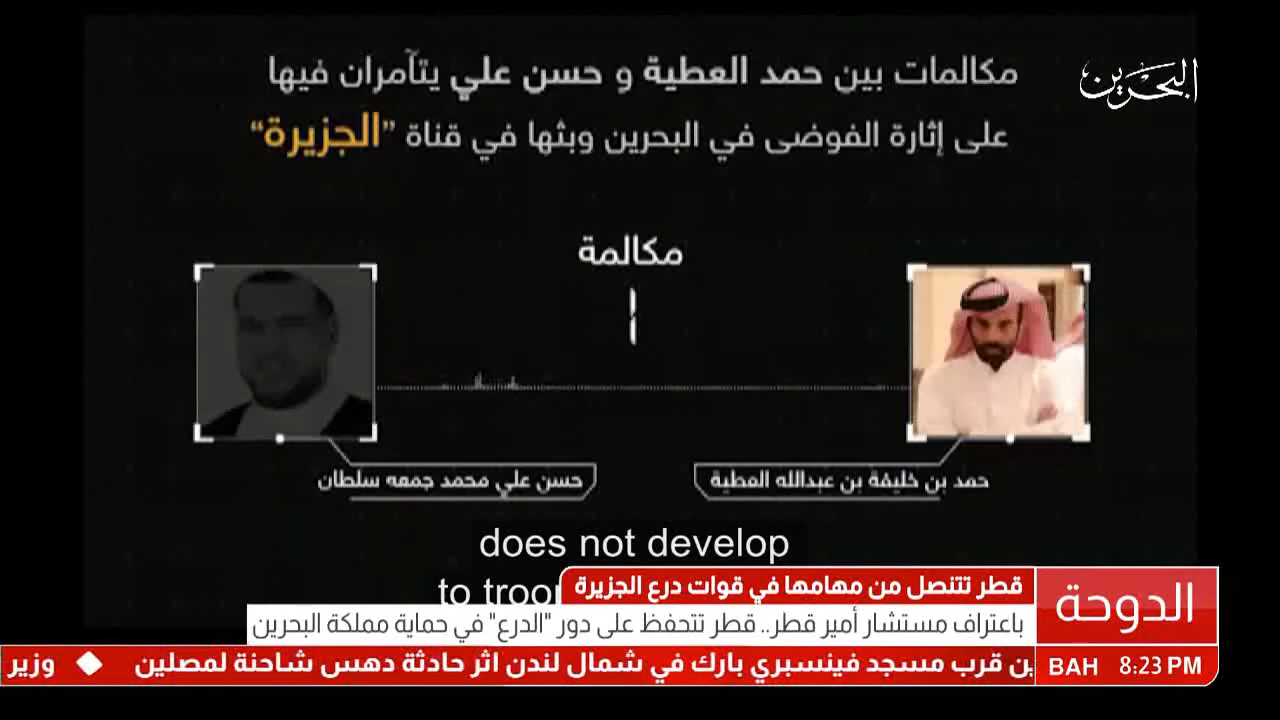 البحرين
مكالمات بين حمد العطية و حسن علي يتآمران فيها
على إثارة الفوضى في البحرين وبثها في قناة "الجزيرة"
مكالمة
١
حمد بن خليفة بن عبدالله العطية
حسن علي محمد جمعه سلطان
does not develop
to
قطر تتنصل من مهامها في قوات درع الجزيرة
الدوحة
باعتراف مستشار أمير قطر.. قطر تتحفظ على دور "الدرع" في حماية مملكة البحرين
قرب مسجد فينسبري بارك في شمال لندن اثر حادثة دهس شاحنة لمصلين ◆ وزير
BAH 8:23 PM